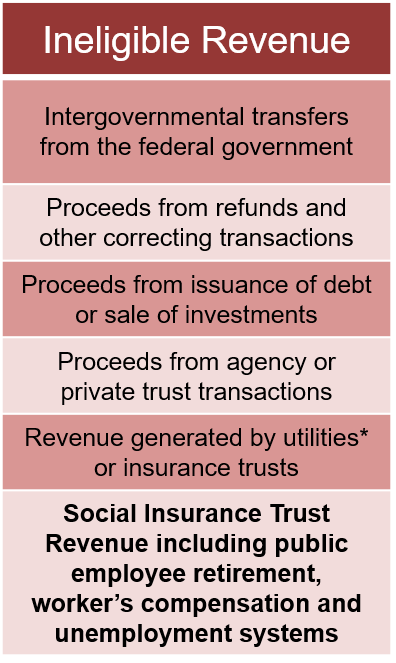 Ineligible Revenue
Intergovernmental transfers
from the federal government
Proceeds from refunds and
other correcting transactions
Proceeds from issuance of debt
or sale of investments
Proceeds from agency or
private trust transactions
Revenue generated by utilities*
or insurance trusts
Social Insurance Trust
Revenue including public
employee retirement,
worker’s compensation and
unemployment systems